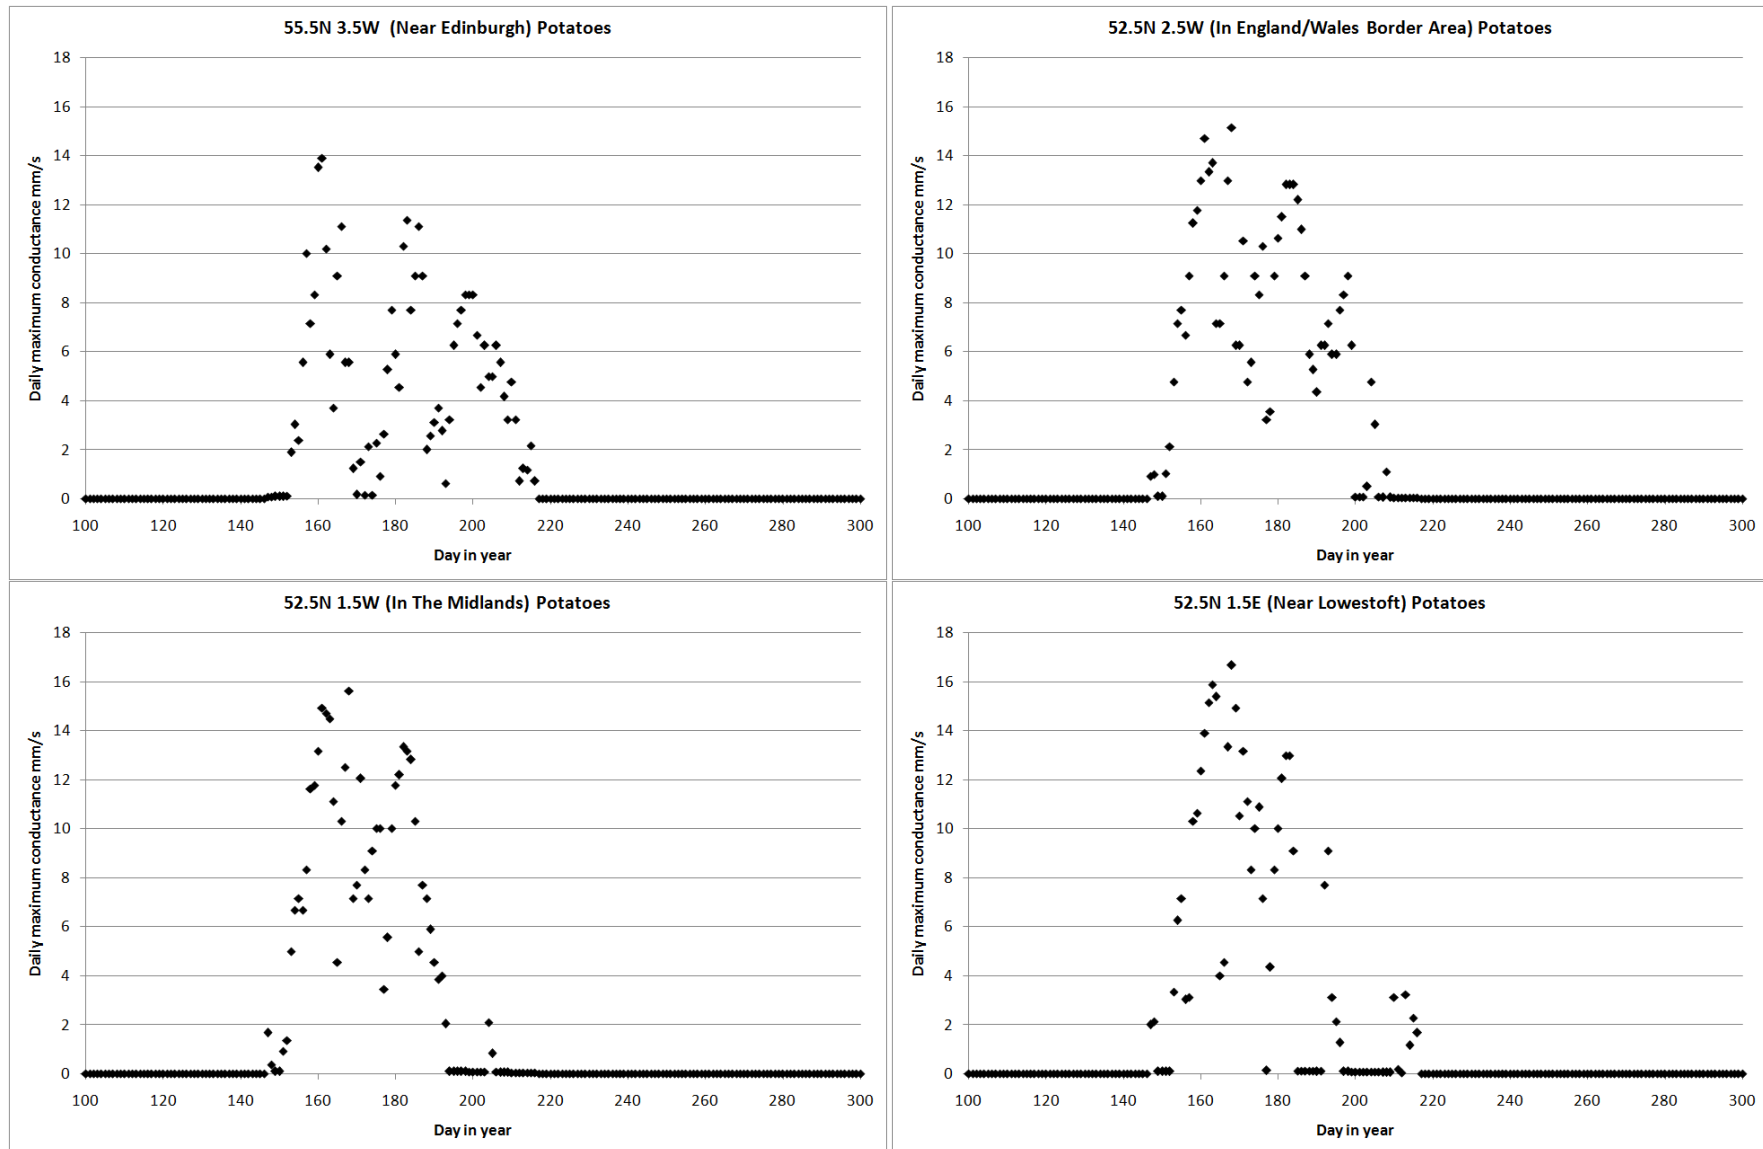 55.5N 3.5W  (Near Edinburgh) Potatoes
Daily maximum conductance mm/s
18
16
14
12
10
8
6
4
2
0
100 120 140 160 180 200 220 240 260 280 300
Day in year
52.5N 2.5W (In England/Wales Border Area) Potatoes
Daily maximum conductance mm/s
18
16
14
12
10
8
6
4
2
0
100 120 140 160 180 200 220 240 260 280 300
Day in year
52.5N 1.5W (In The Midlands) Potatoes
Daily maximum conductance mm/s
18
16
14
12
10
8
6
4
2
0
100 120 140 160 180 200 220 240 260 280 300
Day in year
52.5N 1.5E (Near Lowestoft) Potatoes
Daily maximum conductance mm/s
18
16
14
12
10
8
6
4
2
0
100 120 140 160 180 200 220 240 260 280 300
Day in year